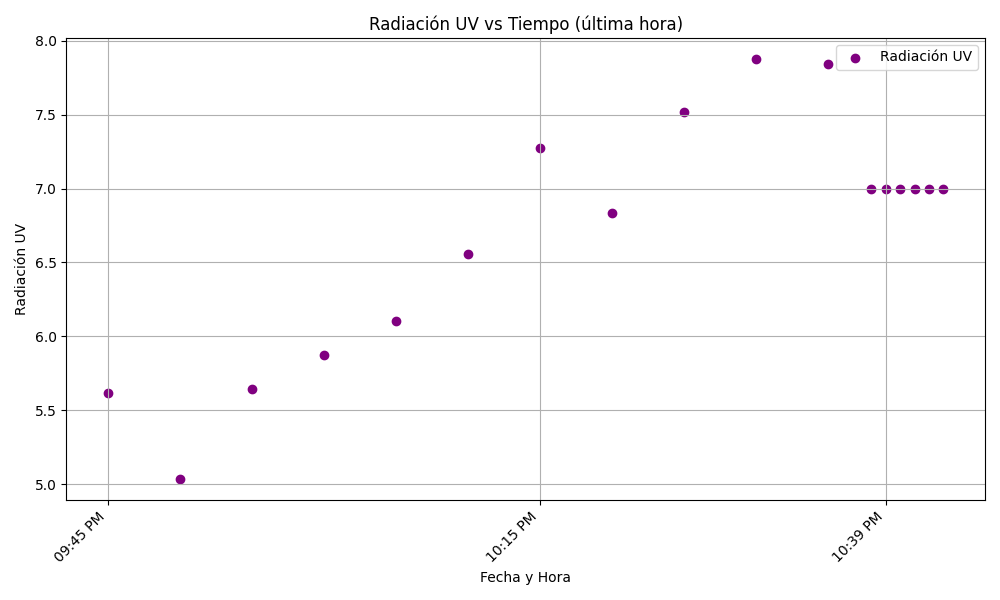 Radiación UV vs Tiempo (última hora)
Radiación UV
8.0
7.5
7.0
6.5
6.0
5.5
5.0
Radiación UV
09:45 PM
10:15 PM
10:39 PM
Fecha y Hora